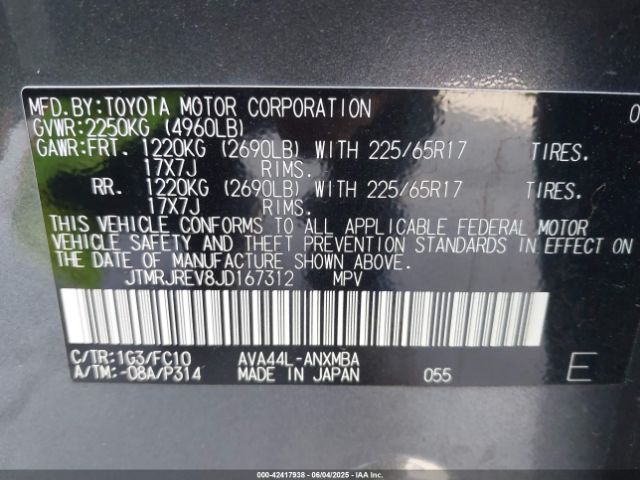 MFD.BY:TOYOTA MOTOR CORPORATION 0
GVWR:2250KG (4960LB)
GAWR:FRT. 1220KG (2690LB) WITH 225/65R17 TIRES.
17X7J RIMS.
RR. 1220KG (2690LB) WITH 225/65R17 TIRES.
17X7J RIMS.
THIS VEHICLE CONFORMS TO ALL APPLICABLE FEDERAL MOTOR
VEHICLE SAFETY AND THEFT PREVENTION STANDARDS IN EFFECT ON
THE DATE OF MANUFACTURE SHOWN ABOVE.
JTMRJREV8JD167312 MPV
C/TR:1G3/FC10 AVA44L-ANXMBA
A/TM:-08A/P314 MADE IN JAPAN 055 E
000-42417938 - 06/04/2025 - IAAI.COM